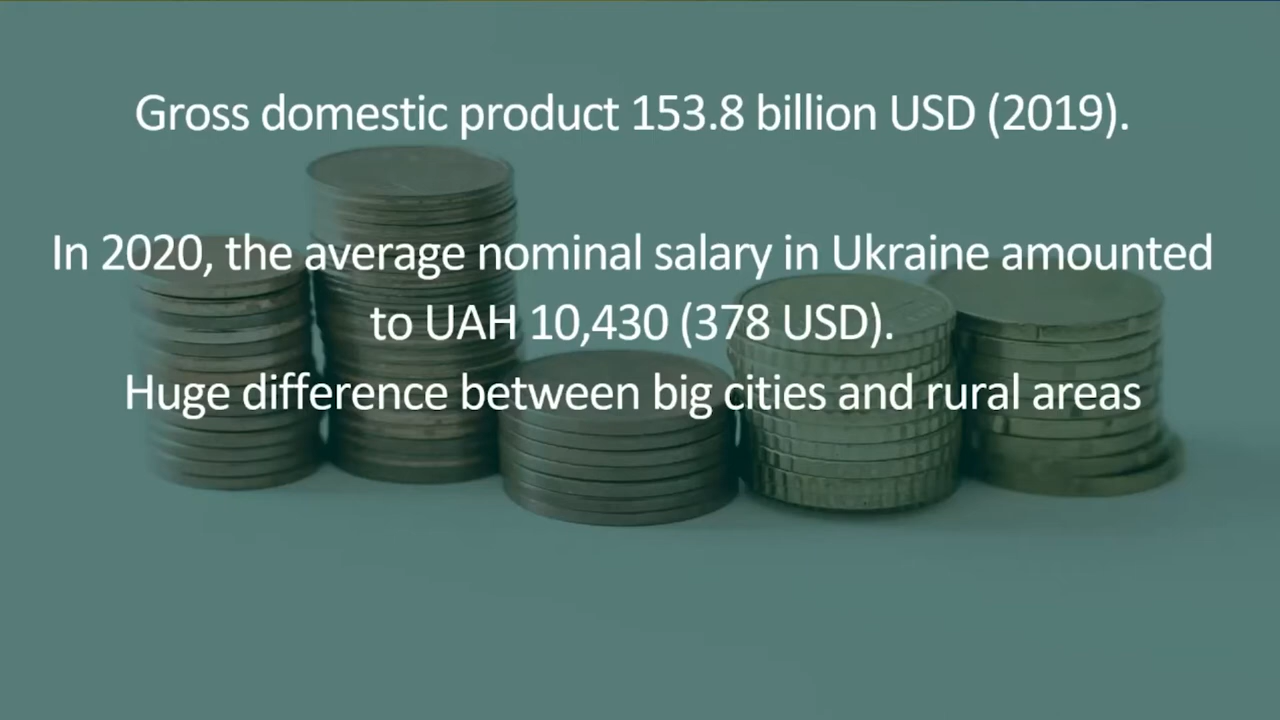 Gross domestic product 153.8 billion USD (2019).
In 2020, the average nominal salary in Ukraine amounted
to UAH 10,430 (378 USD).
Huge difference between big cities and rural areas